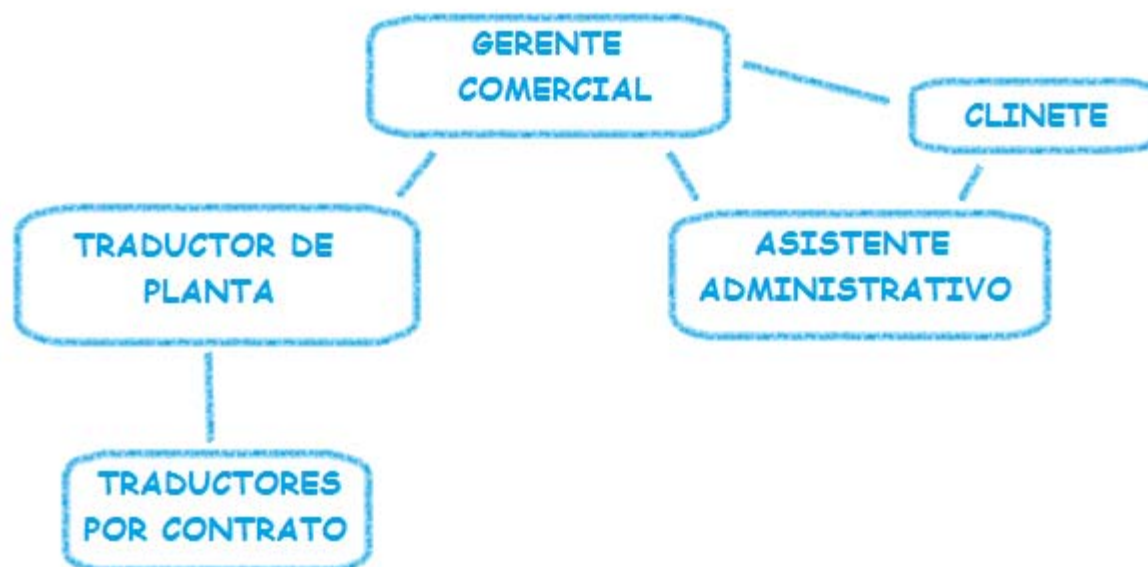 GERENTE
COMERCIAL
CLINETE
TRADUCTOR DE
PLANTA
ASISTENTE
ADMINISTRATIVO
TRADUCTORES
POR CONTRATO